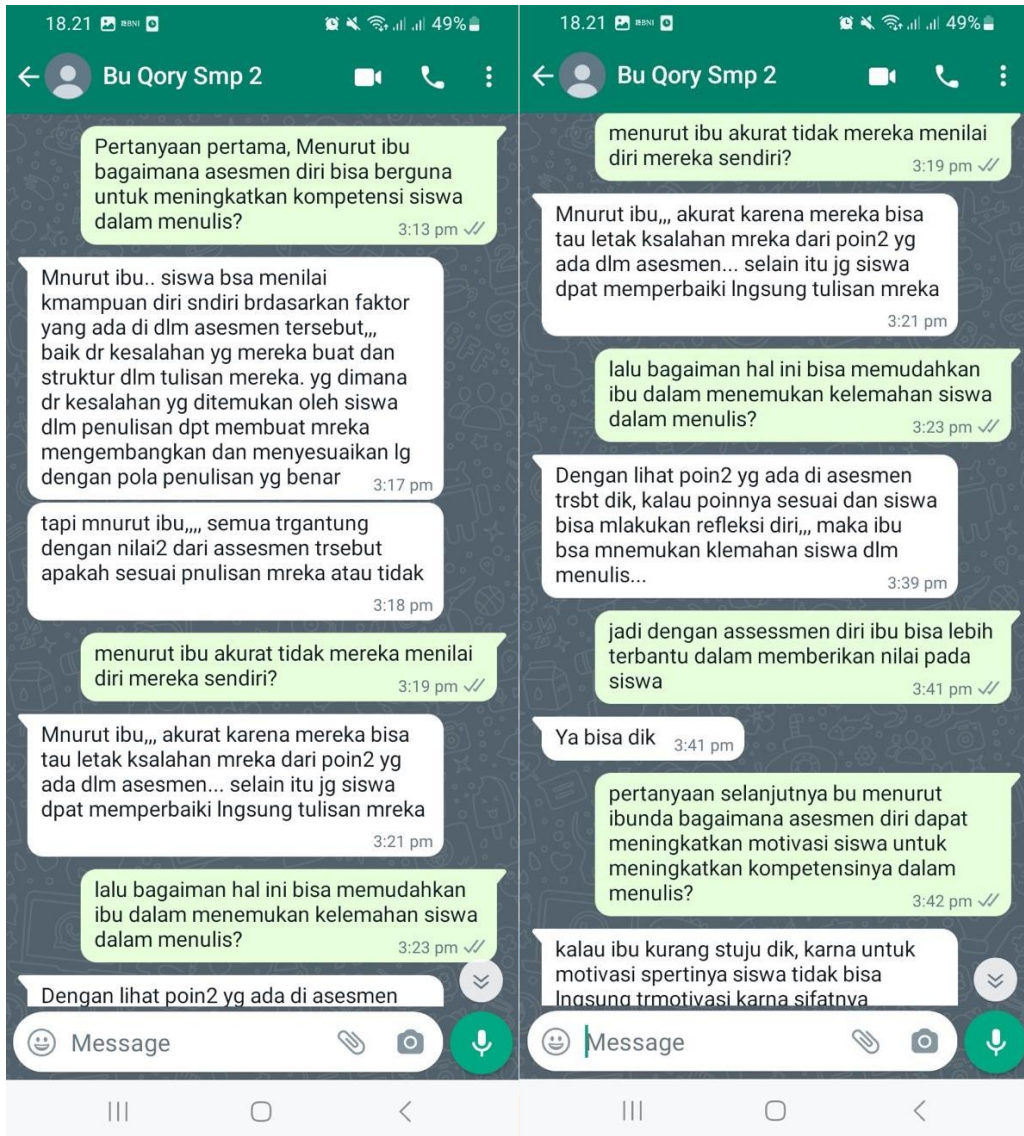 18.21
49%
Bu Qory Smp 2
Pertanyaan pertama, Menurut ibu
bagaimana asesmen diri bisa berguna
untuk meningkatkan kompetensi siswa
dalam menulis?
3:13 pm
Mnurut ibu.. siswa bsa menilai
kmampuan diri sndiri brdasarkan faktor
yang ada di dlm asesmen tersebut,,,
baik dr kesalahan yg mereka buat dan
struktur dlm tulisan mereka. yg dimana
dr kesalahan yg ditemukan oleh siswa
dlm penulisan dpt membuat mreka
mengembangkan dan menyesuaikan lg
dengan pola penulisan yg benar
3:17 pm
tapi mnurut ibu,,,, semua trgantung
dengan nilai2 dari assesmen trsebut
apakah sesuai pnulisan mreka atau tidak
3:18 pm
menurut ibu akurat tidak mereka menilai
diri mereka sendiri?
3:19 pm
Mnurut ibu,,, akurat karena mereka bisa
tau letak ksalahan mreka dari poin2 yg
ada dlm asesmen... selain itu jg siswa
dpat memperbaiki lngsung tulisan mreka
3:21 pm
lalu bagaiman hal ini bisa memudahkan
ibu dalam menemukan kelemahan siswa
dalam menulis?
3:23 pm
Dengan lihat poin2 yg ada di asesmen
Message
18.21
49%
Bu Qory Smp 2
menurut ibu akurat tidak mereka menilai
diri mereka sendiri?
3:19 pm
Mnurut ibu,,, akurat karena mereka bisa
tau letak ksalahan mreka dari poin2 yg
ada dlm asesmen... selain itu jg siswa
dpat memperbaiki lngsung tulisan mreka
3:21 pm
lalu bagaiman hal ini bisa memudahkan
ibu dalam menemukan kelemahan siswa
dalam menulis?
3:23 pm
Dengan lihat poin2 yg ada di asesmen
trsbt dik, kalau poinnya sesuai dan siswa
bisa mlakukan refleksi diri,,, maka ibu
bsa mnemukan klemahan siswa dlm
menulis...
3:39 pm
jadi dengan assessmen diri ibu bisa lebih
terbantu dalam memberikan nilai pada
siswa
3:41 pm
Ya bisa dik
3:41 pm
pertanyaan selanjutnya bu menurut
ibunda bagaimana asesmen diri dapat
meningkatkan motivasi siswa untuk
meningkatkan kompetensinya dalam
menulis?
3:42 pm
kalau ibu kurang stuju dik, karna untuk
motivasi spertinya siswa tidak bisa
lngsung trmotivasi karna sifatnya
Message